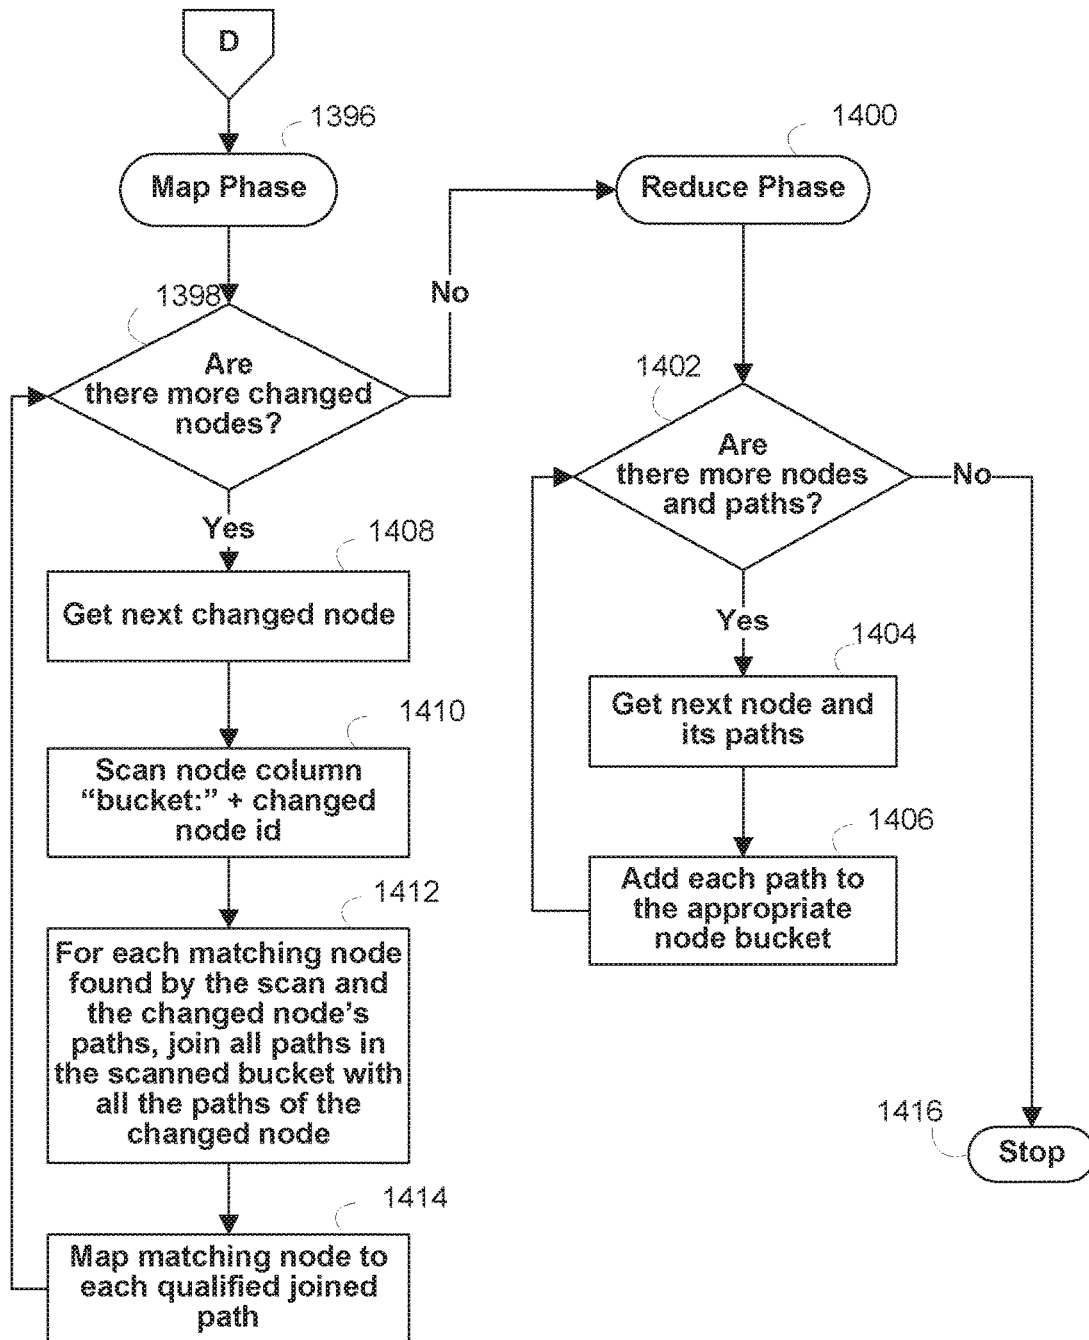 D
1396
Map Phase
1398
Are
there more changed
nodes?
No
Yes
1408
Get next changed node
1410
Scan node column
“bucket:” + changed
node id
1412
For each matching node
found by the scan and
the changed node’s
paths, join all paths in
the scanned bucket with
all the paths of the
changed node
1414
Map matching node to
each qualified joined
path
1400
Reduce Phase
1402
Are
there more nodes
and paths?
No
Yes
1404
Get next node and
its paths
1406
Add each path to
the appropriate
node bucket
1416
Stop